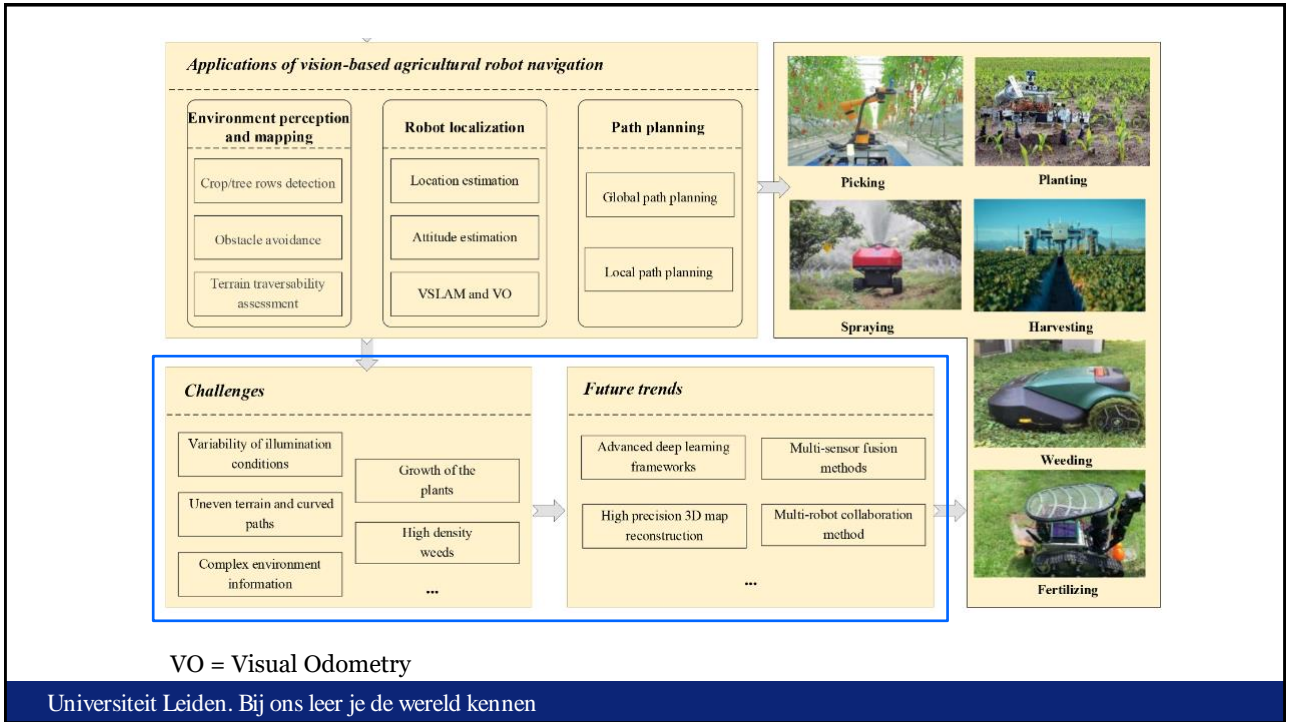 Applications of vision-based agricultural robot navigation
Environment perception
and mapping
Crop/tree rows detection
Obstacle avoidance
Terrain traversability
assessment
Robot localization
Location estimation
Attitude estimation
VSLAM and VO
Path planning
Global path planning
Local path planning
Picking
Planting
Spraying
Harvesting
Weeding
Fertilizing
Challenges
Variability of illumination
conditions
Uneven terrain and curved
paths
Complex environment
information
Growth of the
plants
High density
weeds
...
Future trends
Advanced deep learning
frameworks
High precision 3D map
reconstruction
Multi-sensor fusion
methods
Multi-robot collaboration
method
...
VO = Visual Odometry
Universiteit Leiden. Bij ons leer je de wereld kennen